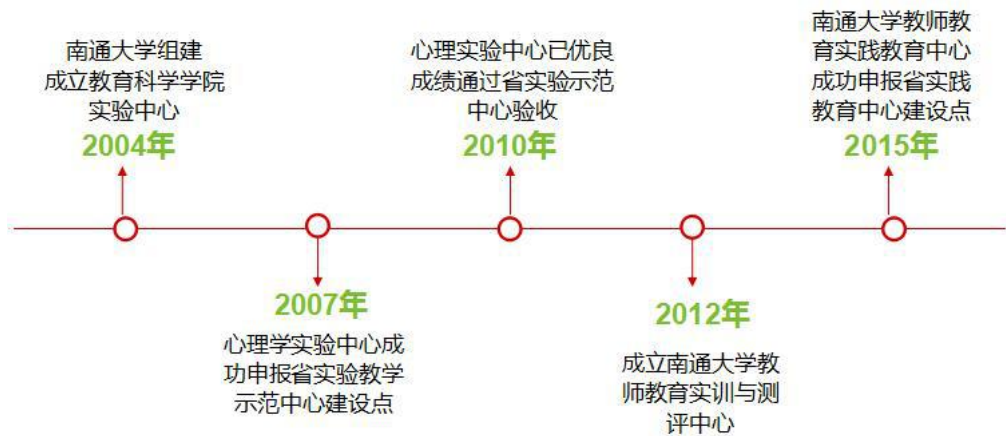 南通大学组建
成立教育科学学院
实验中心
2004年
2007年
心理学实验中心成
功申报省实验教学
示范中心建设点
心理实验中心已优良
成绩通过省实验示范
中心验收
2010年
2012年
成立南通大学教
师教育实训与测
评中心
南通大学教师教
育实践教育中心
成功申报省实践
教育中心建设点
2015年